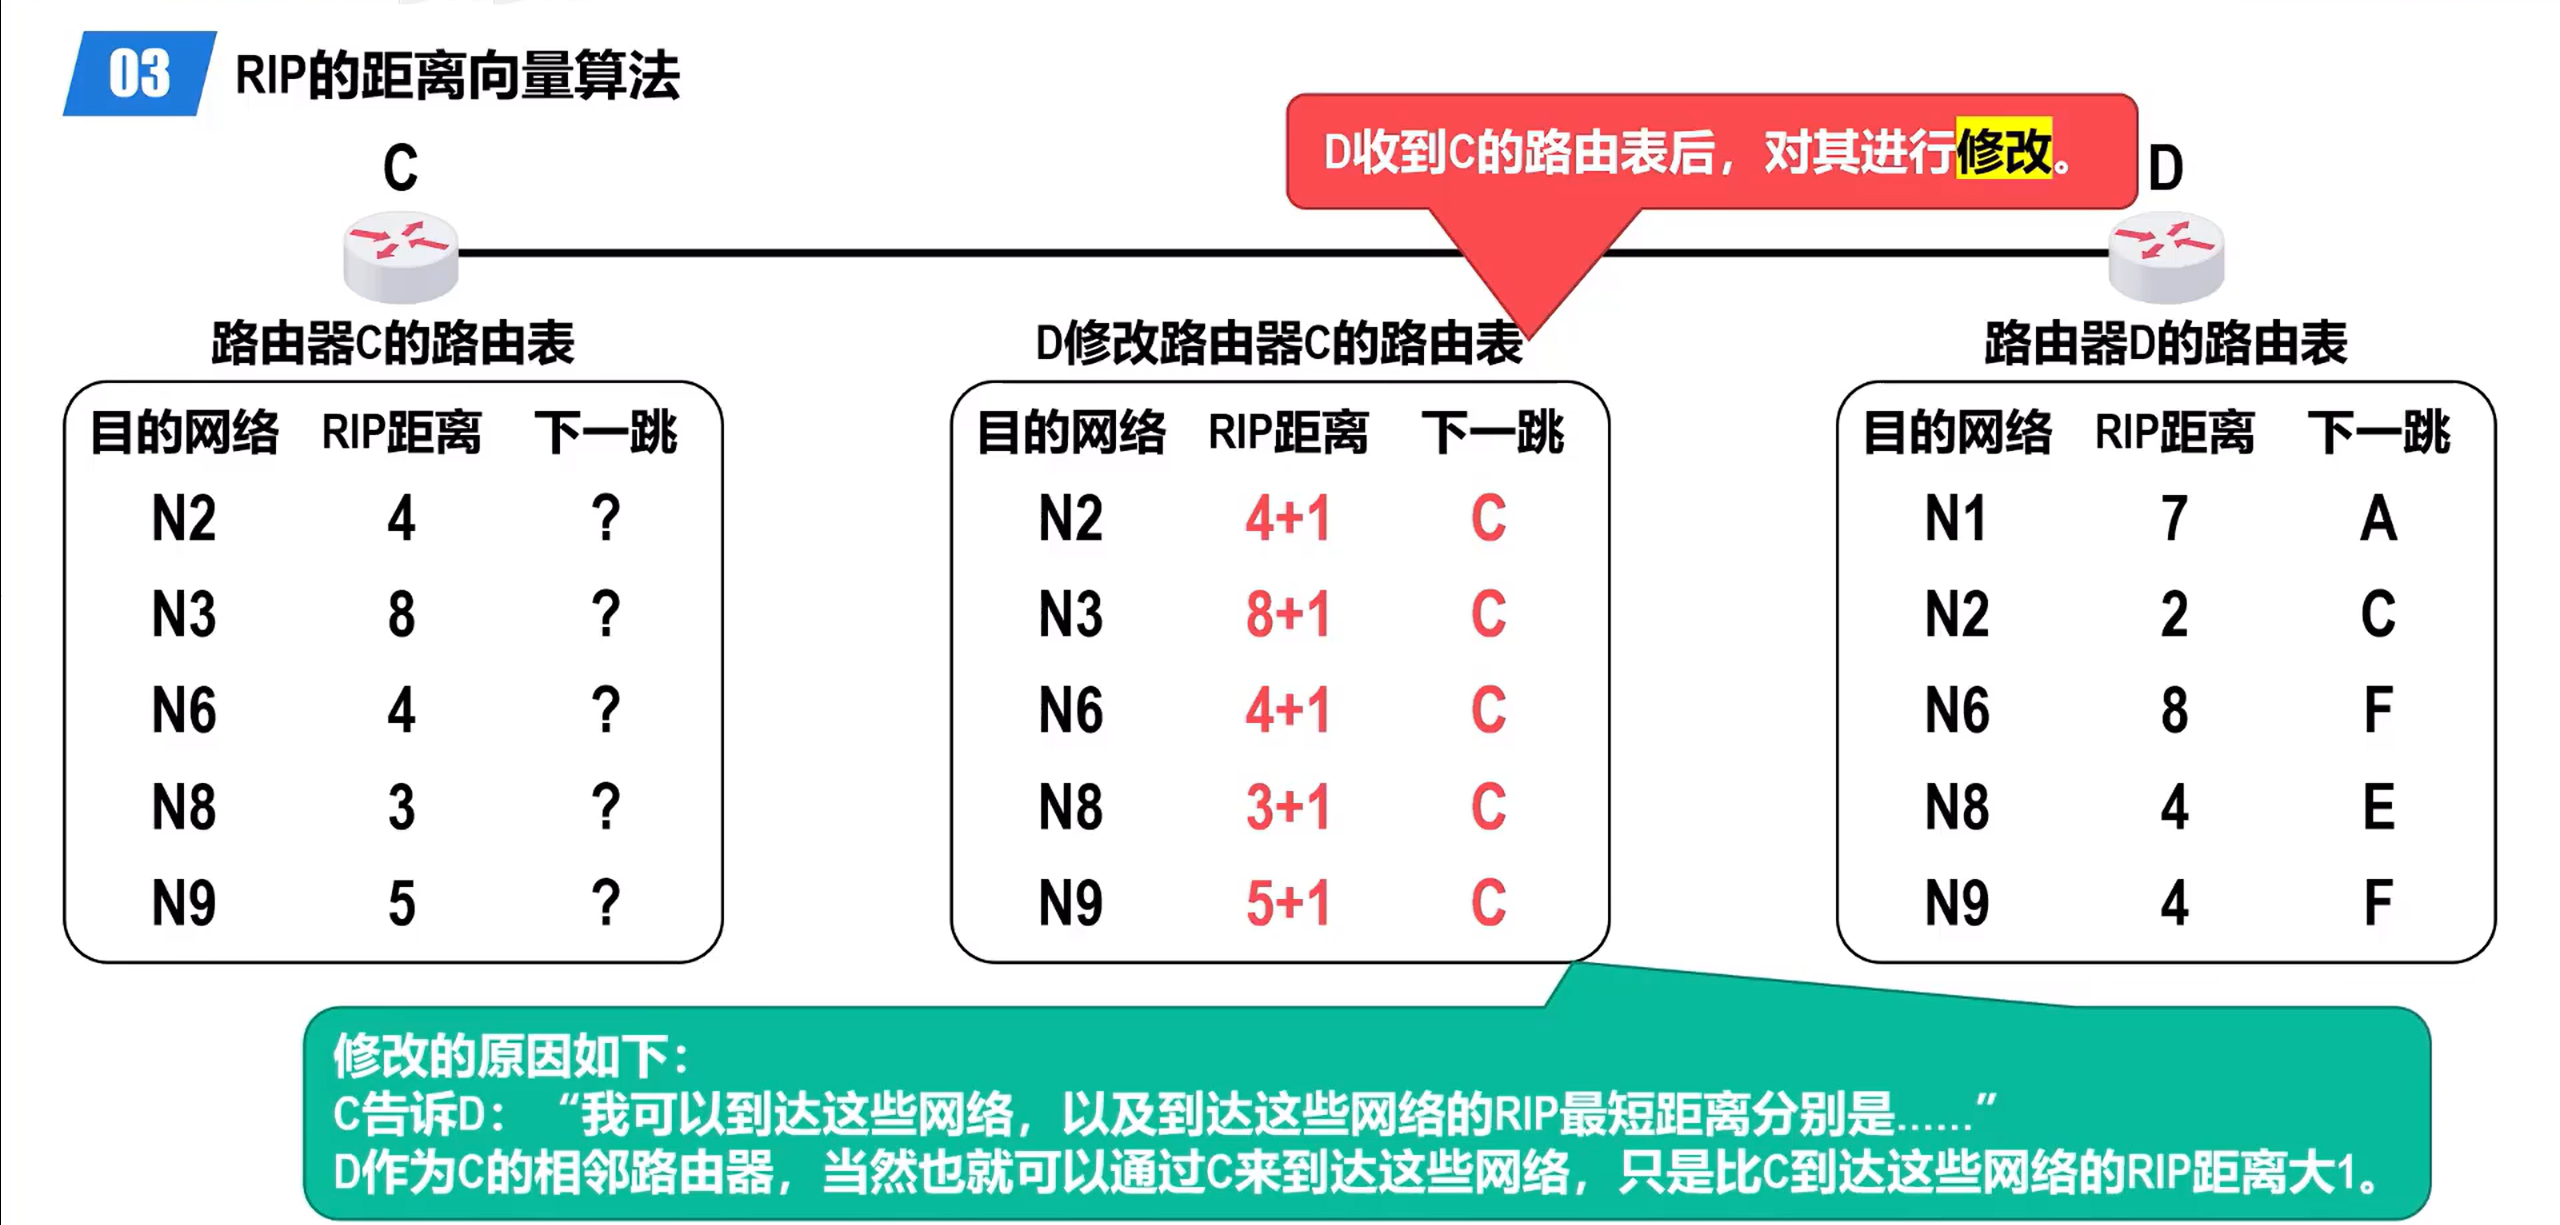 03 RIP的距离向量算法
D收到C的路由表后，对其进行修改。
C
D
路由器C的路由表
目的网络 RIP距离 下一跳
N2 4 ?
N3 8 ?
N6 4 ?
N8 3 ?
N9 5 ?
D修改路由器C的路由表
目的网络 RIP距离 下一跳
N2 4+1 C
N3 8+1 C
N6 4+1 C
N8 3+1 C
N9 5+1 C
路由器D的路由表
目的网络 RIP距离 下一跳
N1 7 A
N2 2 C
N6 8 F
N8 4 E
N9 4 F
修改的原因如下：
C告诉D：“我可以到达这些网络，以及到达这些网络的RIP最短距离分别是……”
D作为C的相邻路由器，当然也就可以通过C来到达这些网络，只是比C到达这些网络的RIP距离大1。